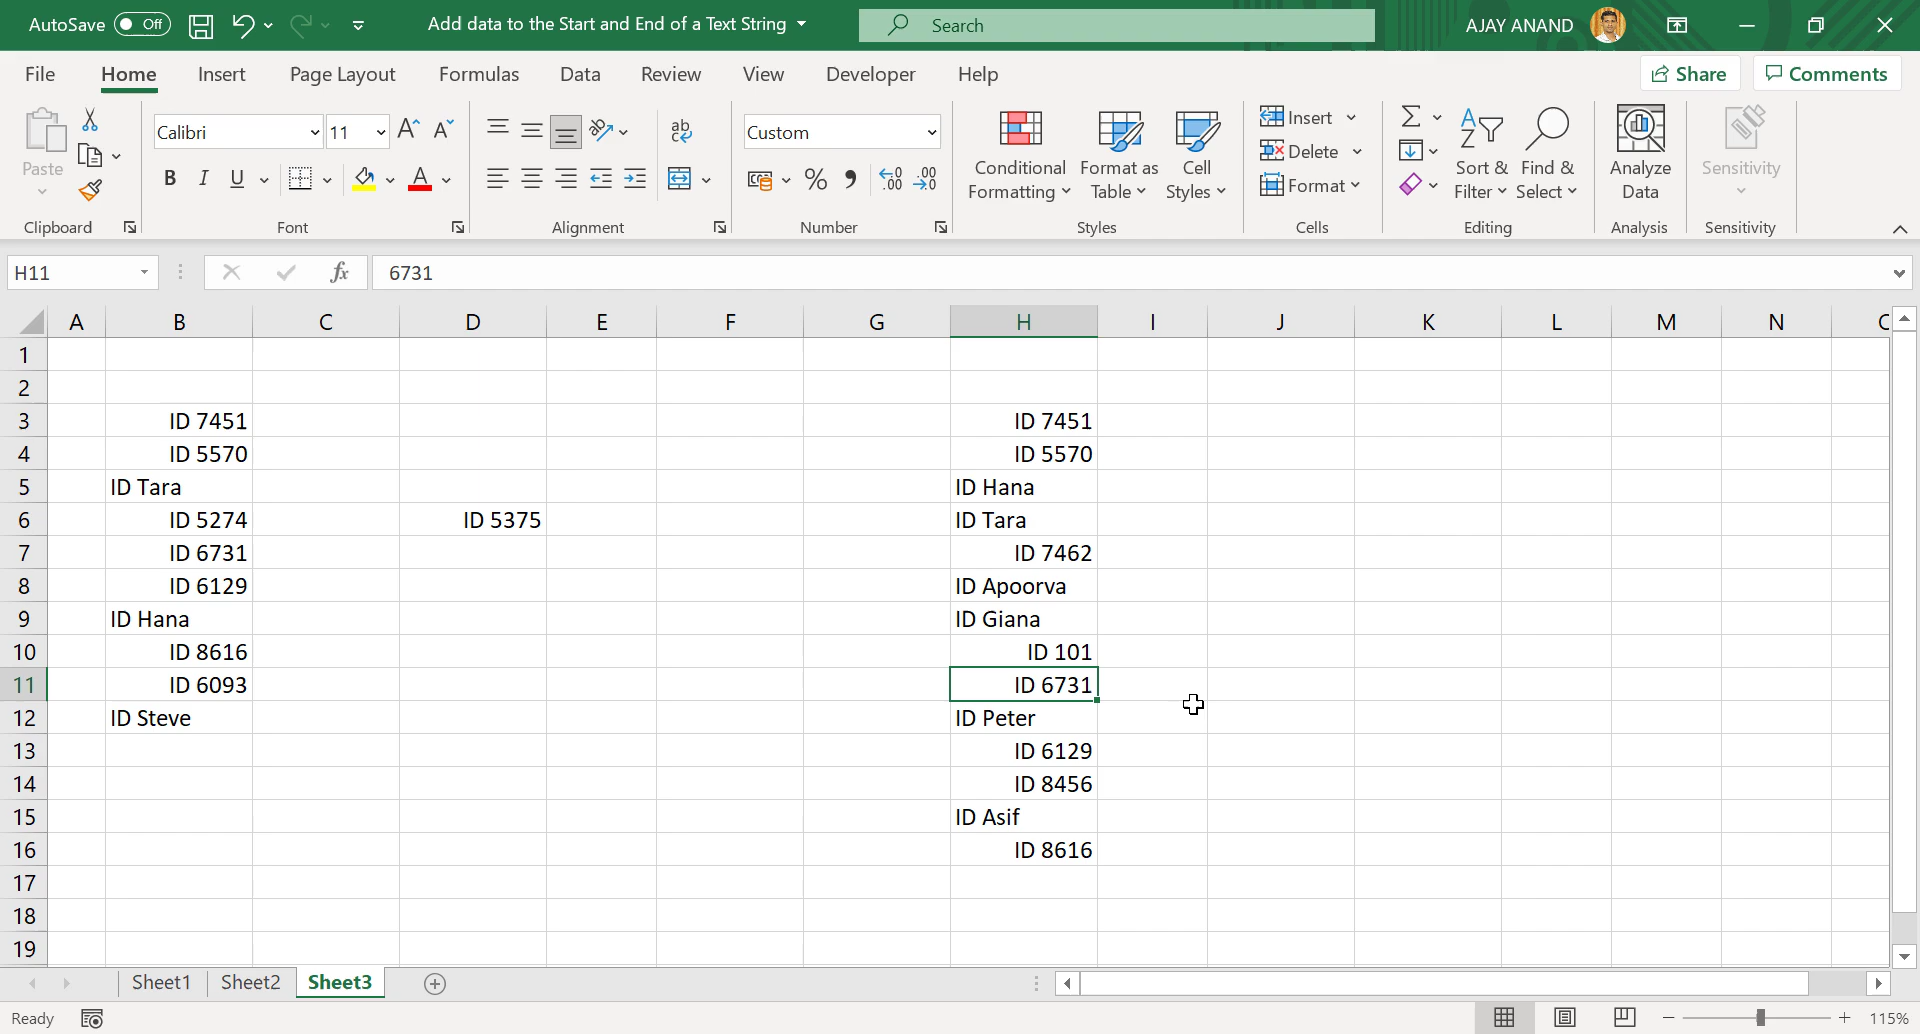 AutoSave Off Add data to the Start and End of a Text String Search AJAY ANAND
File Home Insert Page Layout Formulas Data Review View Developer Help Share Comments
Paste
Clipboard
Calibri 11
B I U
Font
ab
Alignment
Custom
% 9 .00
Number
Conditional Formatting
Format as Table
Cell Styles
Styles
Insert
Delete
Format
Cells
Sort & Filter
Find & Select
Editing
Analyze Data
Analysis
Sensitivity
Sensitivity
H11 fx 6731
A B C D E F G H I J K L M N
1
2
3 ID 7451 ID 7451
4 ID 5570 ID 5570
5 ID Tara ID Hana
6 ID 5274 ID 5375 ID Tara
7 ID 6731 ID 7462
8 ID 6129 ID Apoorva
9 ID Hana ID Giana
10 ID 8616 ID 101
11 ID 6093 ID 6731
12 ID Steve ID Peter
13 ID 6129
14 ID 8456
15 ID Asif
16 ID 8616
17
18
19
Sheet1 Sheet2 Sheet3
Ready 115%